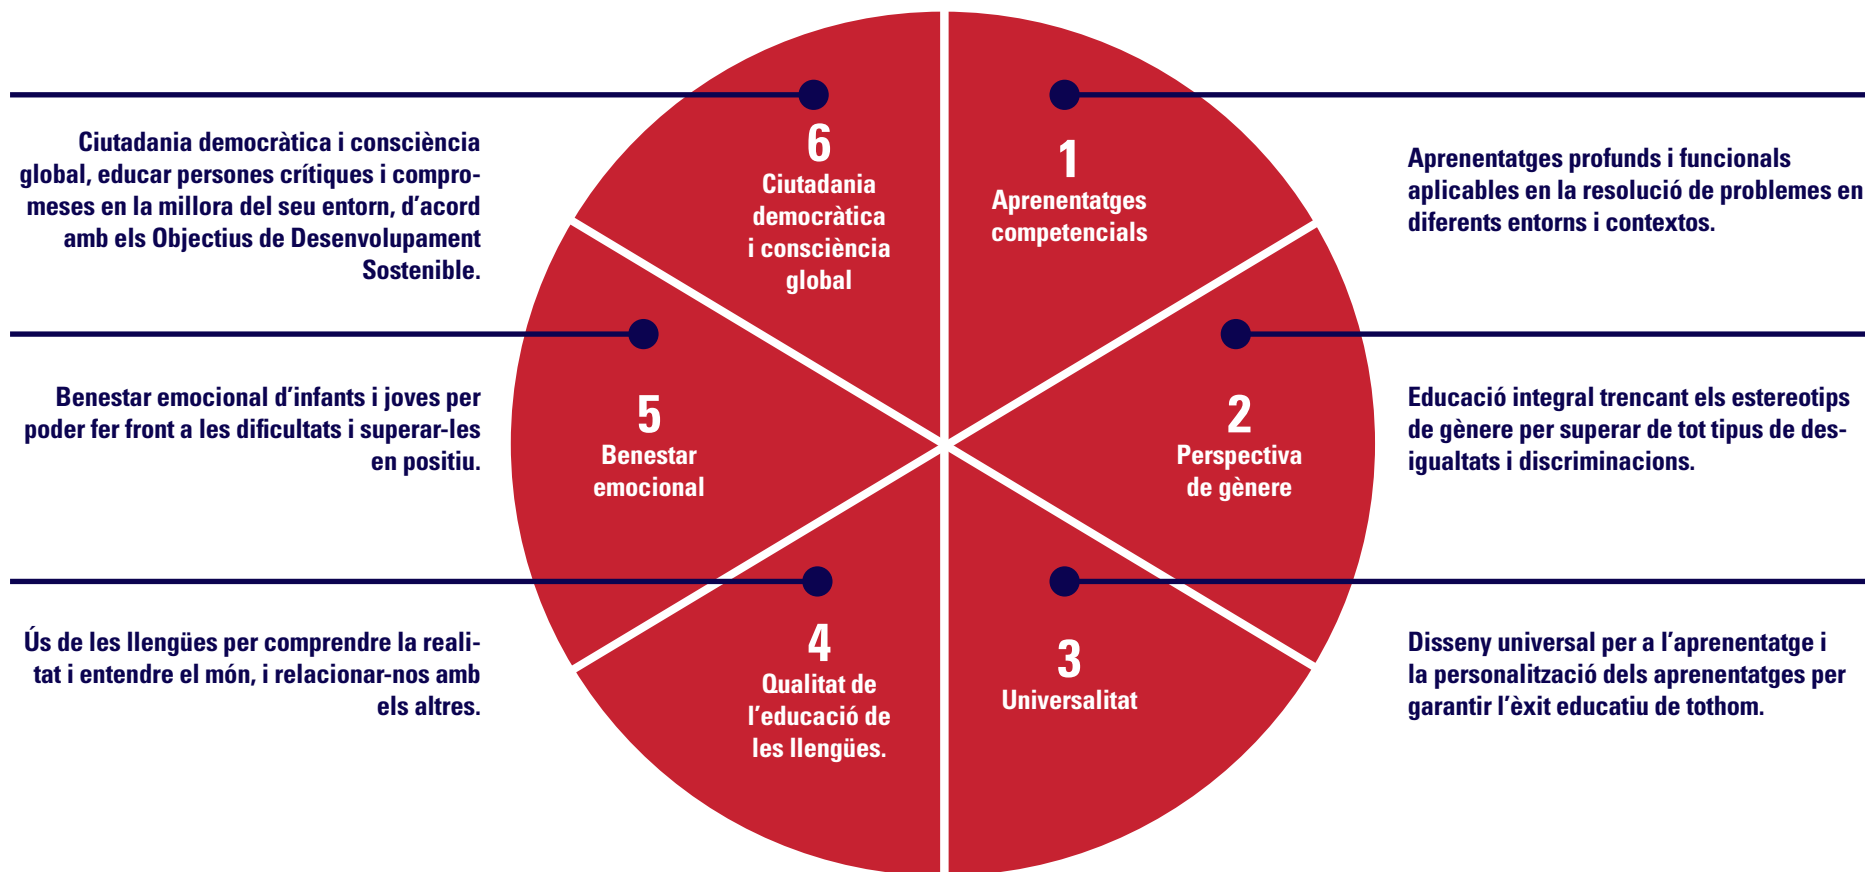 1
Aprenentatges
competencials
Aprenentatges profunds i funcionals
aplicables en la resolució de problemes en
diferents entorns i contextos.
2
Perspectiva
de gènere
Educació integral trencant els estereotips
de gènere per superar de tot tipus de des-
igualtats i discriminacions.
3
Universalitat
Disseny universal per a l’aprenentatge i
la personalització dels aprenentatges per
garantir l’èxit educatiu de tothom.
4
Qualitat de
l’educació de
les llengües.
Ús de les llengües per comprendre la reali-
tat i entendre el món, i relacionar-nos amb
els altres.
5
Benestar
emocional
Benestar emocional d’infants i joves per
poder fer front a les dificultats i superar-les
en positiu.
6
Ciutadania
democràtica
i consciència
global
Ciutadania democràtica i consciència
global, educar persones crítiques i compro-
meses en la millora del seu entorn, d’acord
amb els Objectius de Desenvolupament
Sostenible.